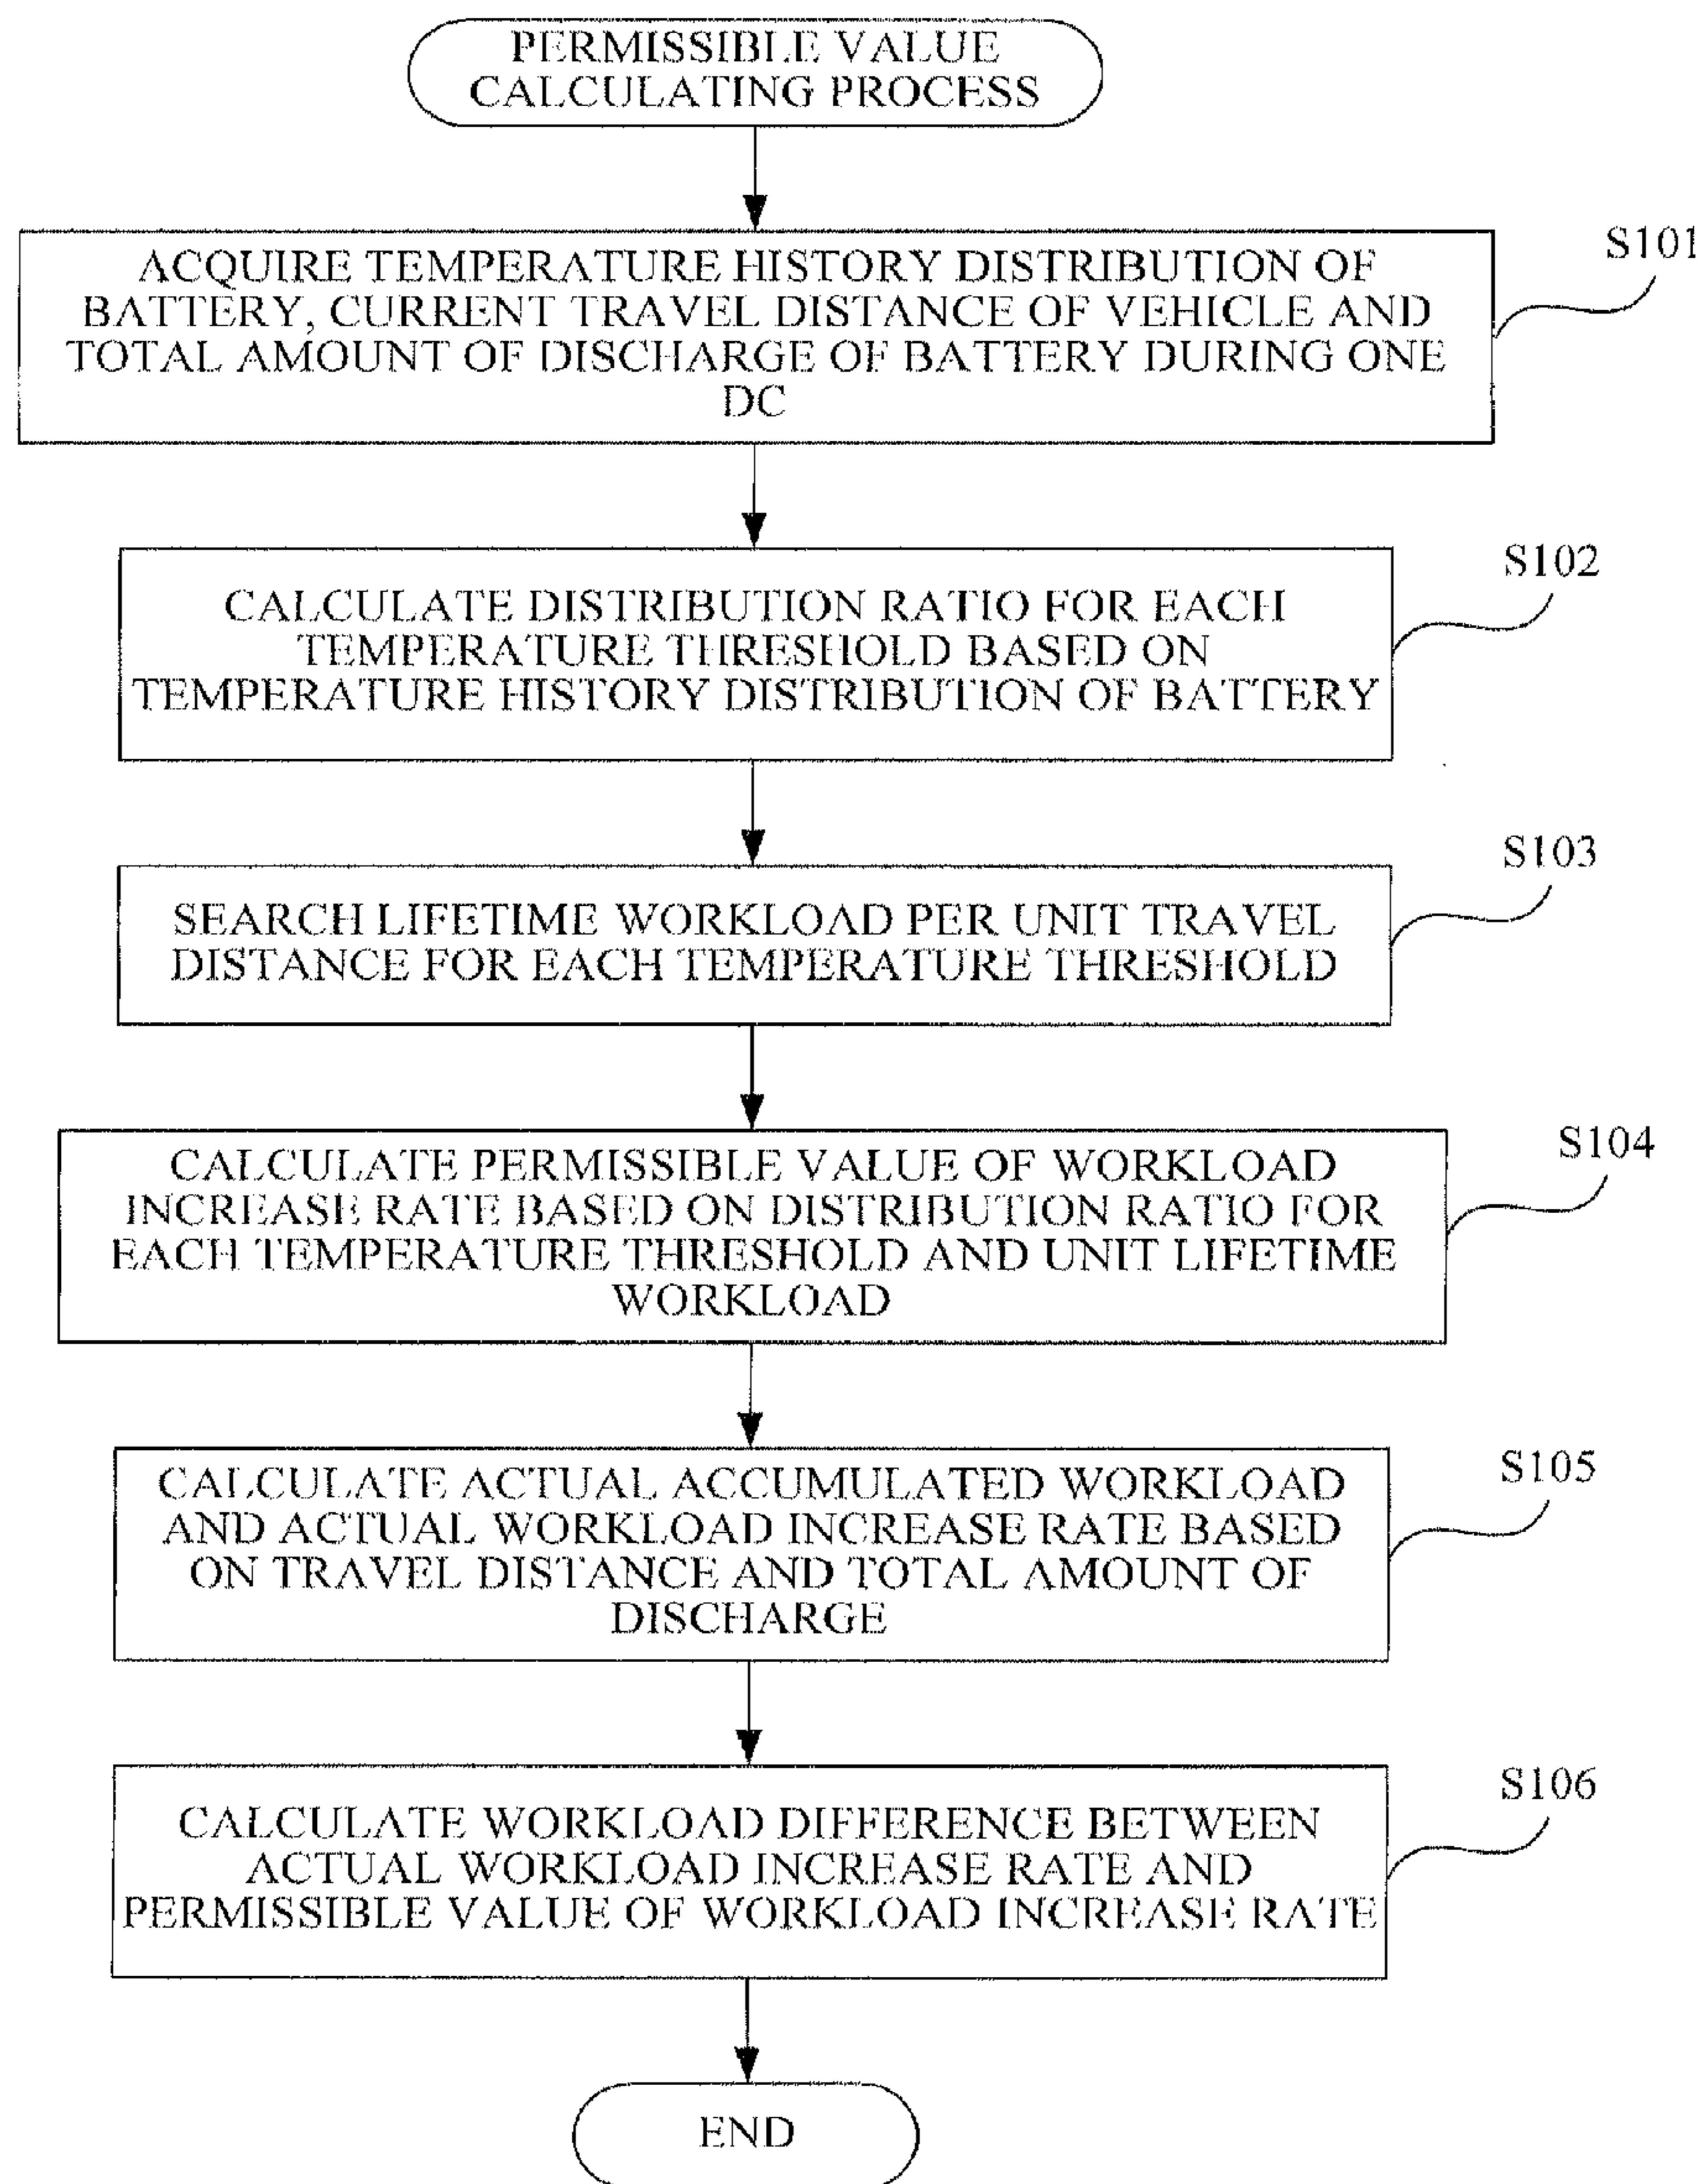 PERMISSIBLE VALUE
CALCULATING PROCESS
S101
ACQUIRE TEMPERATURE HISTORY DISTRIBUTION OF
BATTERY, CURRENT TRAVEL DISTANCE OF VEHICLE AND
TOTAL AMOUNT OF DISCHARGE OF BATTERY DURING ONE
DC
S102
CALCULATE DISTRIBUTION RATIO FOR EACH
TEMPERATURE THRESHOLD BASED ON
TEMPERATURE HISTORY DISTRIBUTION OF BATTERY
S103
SEARCH LIFETIME WORKLOAD PER UNIT TRAVEL
DISTANCE FOR EACH TEMPERATURE THRESHOLD
S104
CALCULATE PERMISSIBLE VALUE OF WORKLOAD
INCREASE RATE BASED ON DISTRIBUTION RATIO FOR
EACH TEMPERATURE THRESHOLD AND UNIT LIFETIME
WORKLOAD
S105
CALCULATE ACTUAL ACCUMULATED WORKLOAD
AND ACTUAL WORKLOAD INCREASE RATE BASED
ON TRAVEL DISTANCE AND TOTAL AMOUNT OF
DISCHARGE
S106
CALCULATE WORKLOAD DIFFERENCE BETWEEN
ACTUAL WORKLOAD INCREASE RATE AND
PERMISSIBLE VALUE OF WORKLOAD INCREASE RATE
END